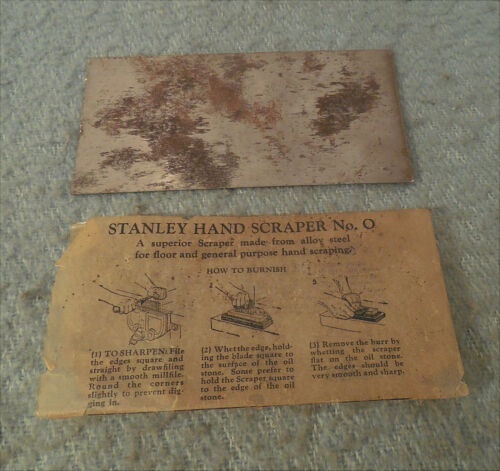 STANLEY HAND SCRAPER No. O
A superior Scraper made from alloy steel
for floor and general purpose hand scraping.
HOW TO BURNISH
(1) TO SHARPEN: File
the edges square and
straight by drawfiling
with a smooth millfile.
Round the corners
slightly to prevent dig-
ging in.
2
(2) Whet the edge, hold-
ing the blade square to
the surface of the oil
stone. Some prefer to
hold the Scraper square
to the edge of the oil
stone.
3
(3) Remove the burr by
whetting the scraper
flat on the oil stone.
The edges should be
very smooth and sharp.